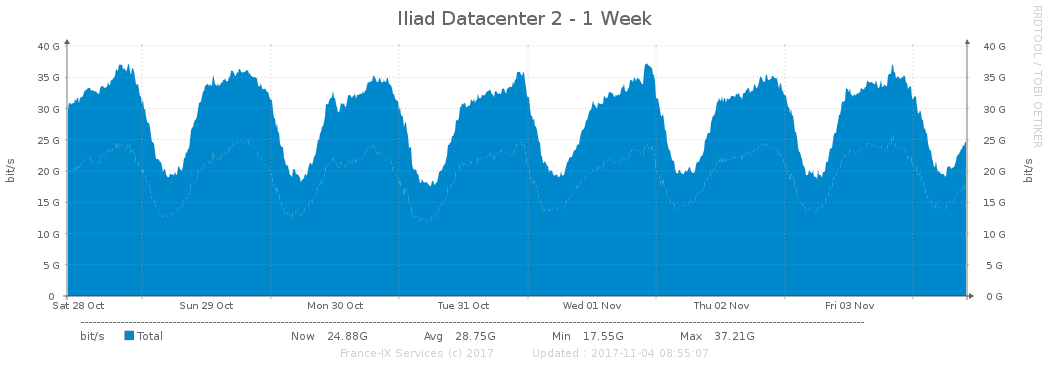 Iliad Datacenter 2 - 1 Week
RRDTOOL / TOBI OETIKER
40 G 40 G
35 G 35 G
30 G 30 G
25 G 25 G
20 G 20 G
15 G 15 G
10 G 10 G
5 G 5 G
0 0 G
bit/s bit/s
Sat 28 Oct Sun 29 Oct Mon 30 Oct Tue 31 Oct Wed 01 Nov Thu 02 Nov Fri 03 Nov
bit/s Total Now 24.88G Avg 28.75G Min 17.55G Max 37.21G
France-IX Services (c) 2017 Updated : 2017-11-04 08:55:07